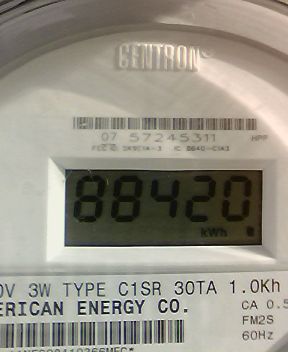 CENTRON®
07 57245311 HPP
88420
kWh
0V 3W TYPE C1SR 30TA 1.0Kh
ERICAN ENERGY CO.
CA 0.5
FM2S
60Hz